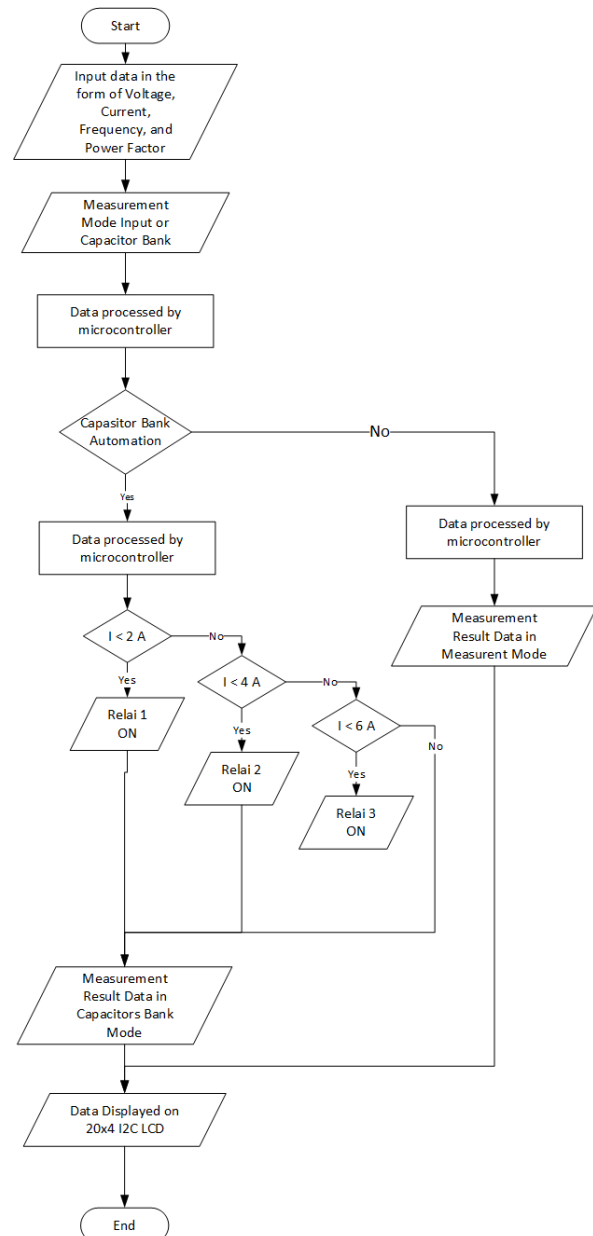 Start
Input data in the
form of Voltage,
Current,
Frequency, and
Power Factor
Measurement
Mode Input or
Capacitor Bank
Data processed by
microcontroller
Capasitor Bank
Automation
No
Yes
Data processed by
microcontroller
Data processed by
microcontroller
I < 2 A
No
Yes
Measurement
Result Data in
Measurent Mode
I < 4 A
No
Yes
Relai 1
ON
I < 6 A
No
Yes
Relai 2
ON
Relai 3
ON
Measurement
Result Data in
Capacitors Bank
Mode
Data Displayed on
20x4 I2C LCD
End